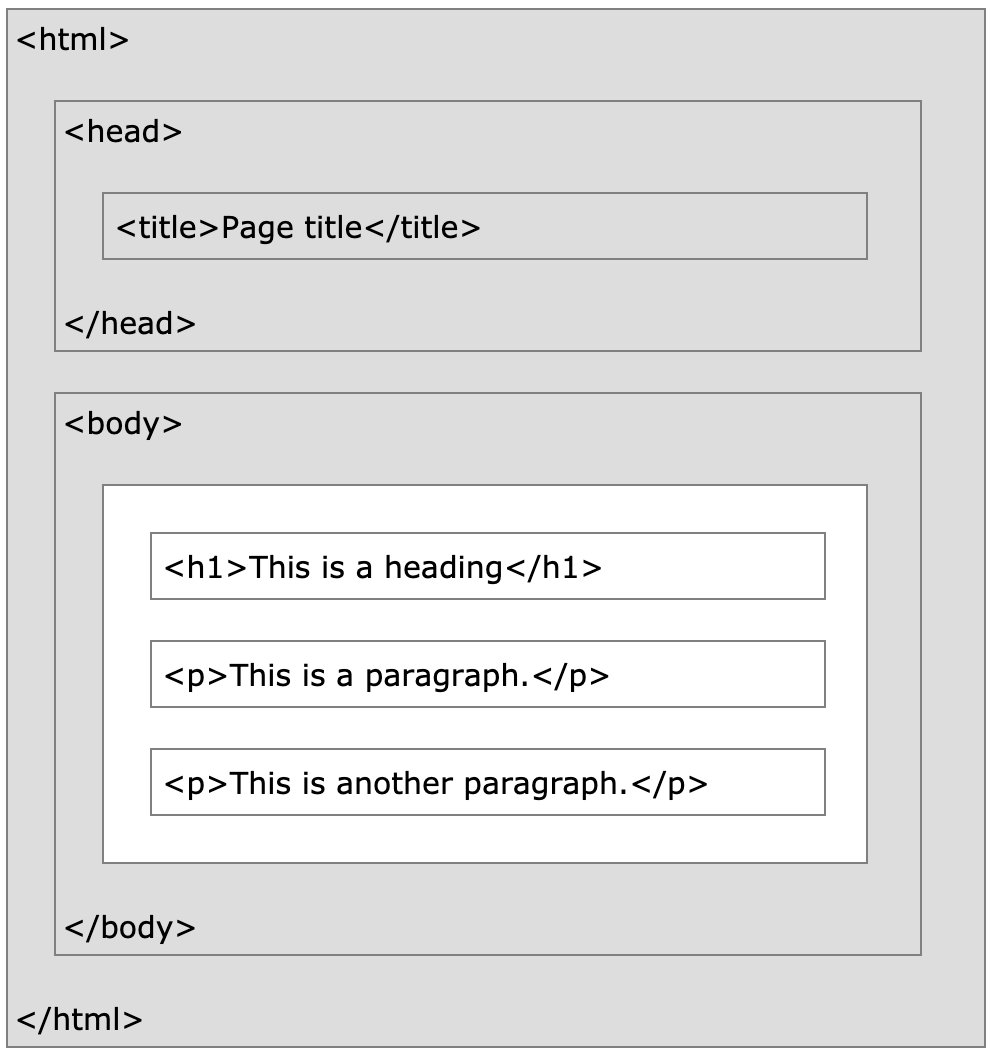 <html>
<head>
<title>Page title</title>
</head>
<body>
<h1>This is a heading</h1>
<p>This is a paragraph.</p>
<p>This is another paragraph.</p>
</body>
</html>